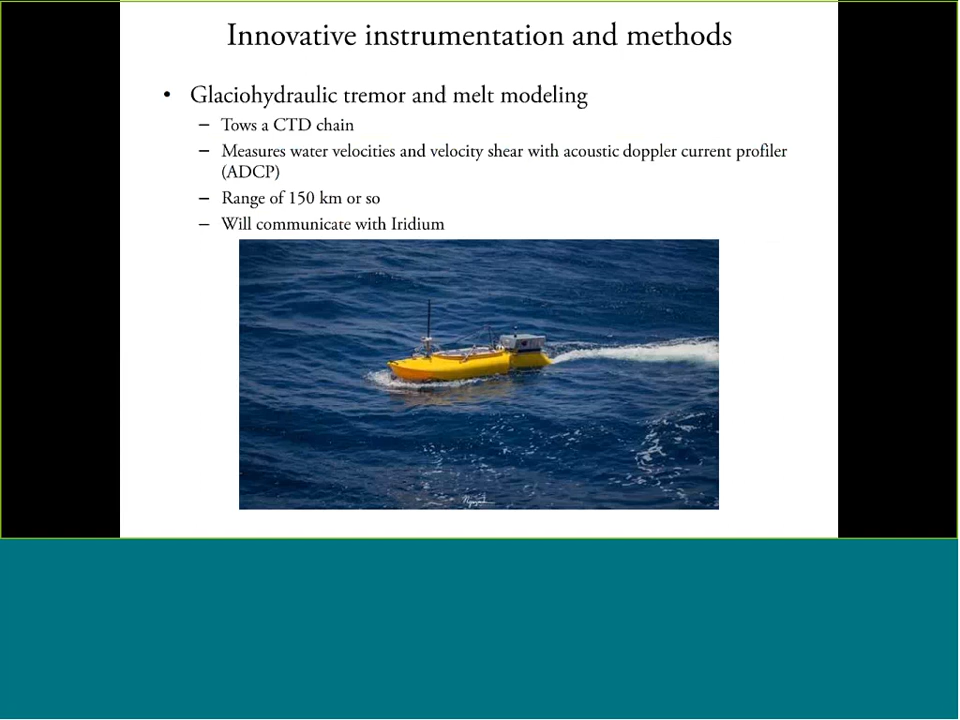 Innovative instrumentation and methods
• Glaciohydraulic tremor and melt modeling
– Tows a CTD chain
– Measures water velocities and velocity shear with acoustic doppler current profiler
(ADCP)
– Range of 150 km or so
– Will communicate with Iridium